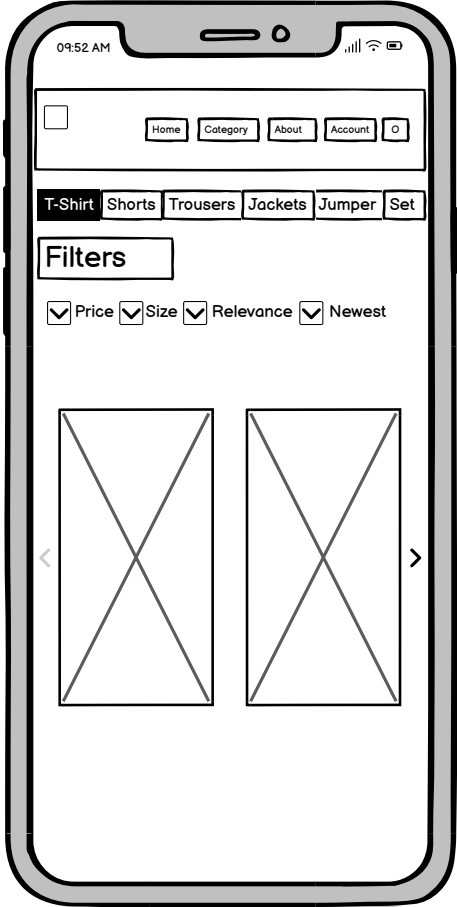 09:52 AM
Home Category About Account O
T-Shirt Shorts Trousers Jackets Jumper Set
Filters
Price Size Relevance Newest